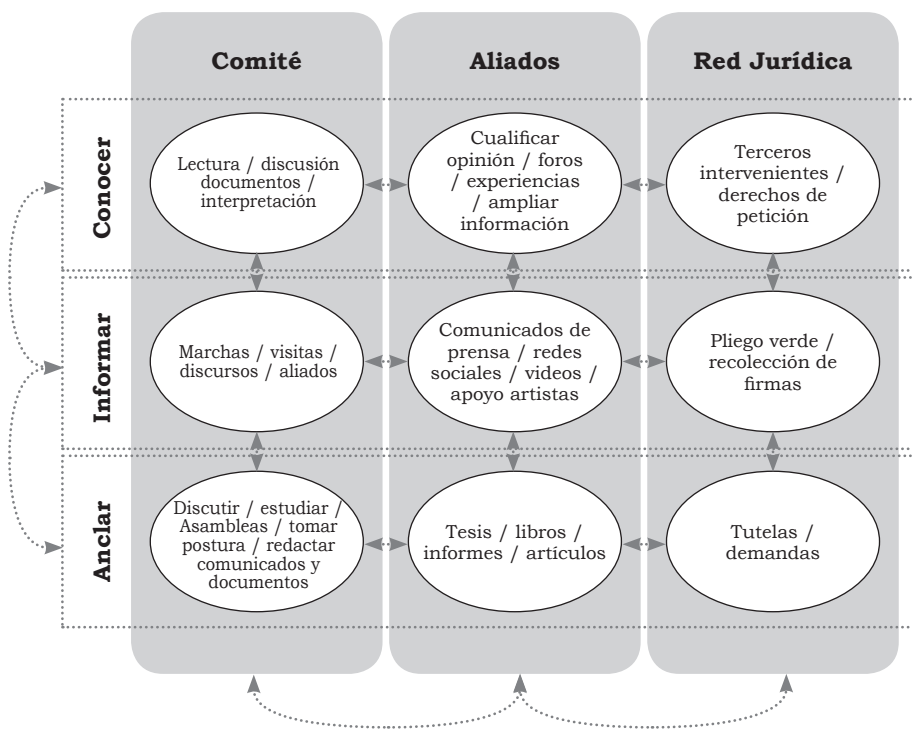 Comité
Aliados
Red Jurídica
Conocer
Lectura / discusión
documentos /
interpretación
Cualificar
opinión / foros
/ experiencias
/ ampliar
información
Terceros
intervenientes /
derechos de
petición
Informar
Marchas / visitas /
discursos / aliados
Comunicados de
prensa / redes
sociales / videos /
apoyo artistas
Pliego verde /
recolección de
firmas
Anclar
Discutir / estudiar /
Asambleas / tomar
postura / redactar
comunicados y
documentos
Tesis / libros /
informes / artículos
Tutelas /
demandas